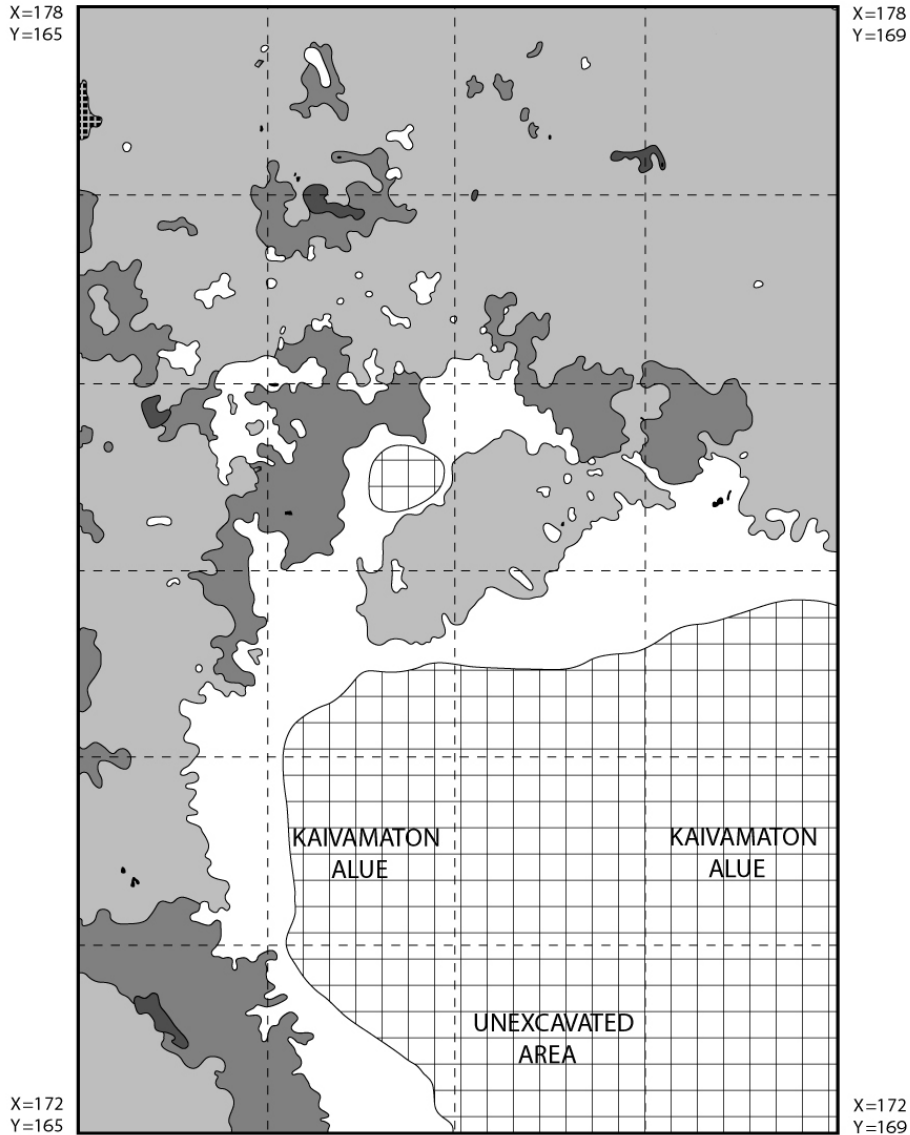 X=178
Y=165
X=178
Y=169
KAIVAMATON
ALUE
KAIVAMATON
ALUE
UNEXCAVATED
AREA
X=172
Y=165
X=172
Y=169